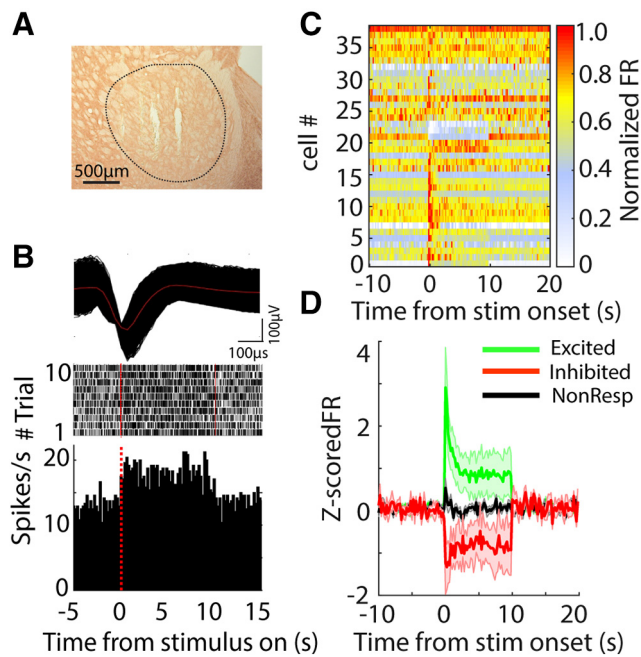 A
500μm
B
100μV
100μs
10
1
# Trial
20
15
10
0
Spikes/s
-5 0 5 10 15
Time from stimulus on (s)
C
35
30
25
20
15
10
5
0
cell #
-10 0 10 20
Time from stim onset (s)
1.0
0.8
0.6
0.4
0.2
0
Normalized FR
D
Excited
Inhibited
NonResp
4
2
0
-2
Z-scoredFR
-10 0 10 20
Time from stim onset (s)